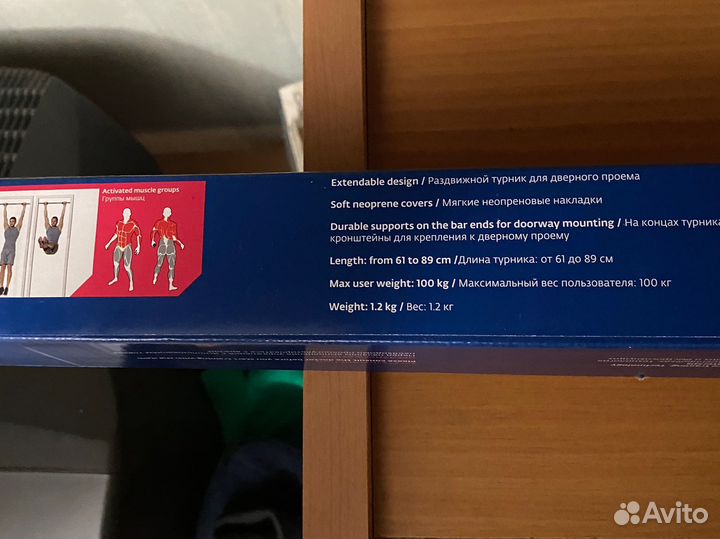 Activated muscle groups
Группы мышц
Extendable design / Раздвижной турник для дверного проема
Soft neoprene covers / Мягкие неопреновые накладки
Durable supports on the bar ends for doorway mounting / На концах турника
кронштейны для крепления к дверному проему
Length: from 61 to 89 cm /Длина турника: от 61 до 89 см
Max user weight: 100 kg / Максимальный вес пользователя: 100 кг
Weight: 1.2 kg / Вес: 1.2 кг
Avito